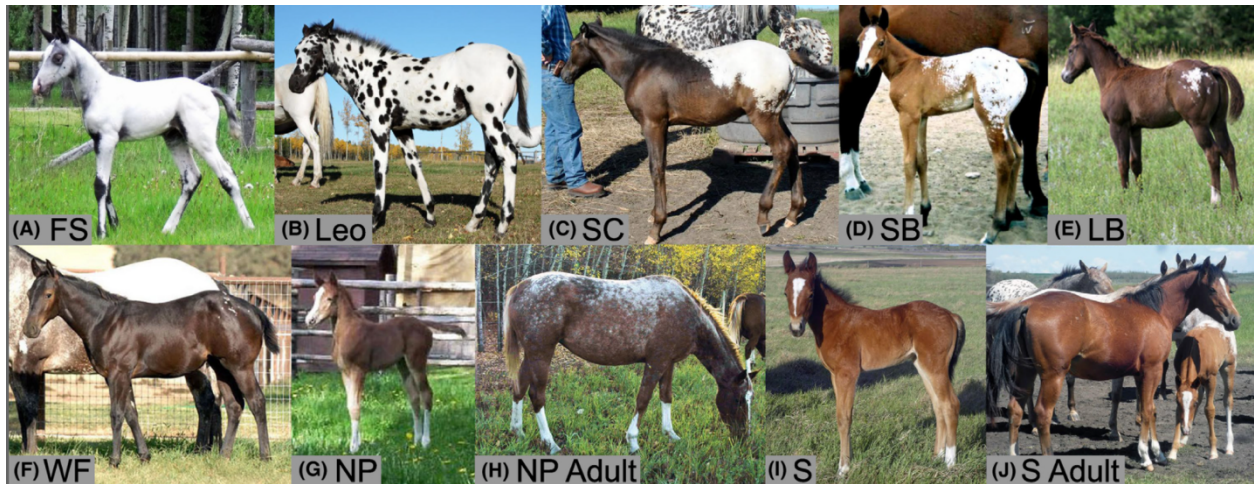 (A) FS
(B) Leo
(C) SC
(D) SB
(E) LB
(F) WF
(G) NP
(H) NP Adult
(I) S
(J) S Adult